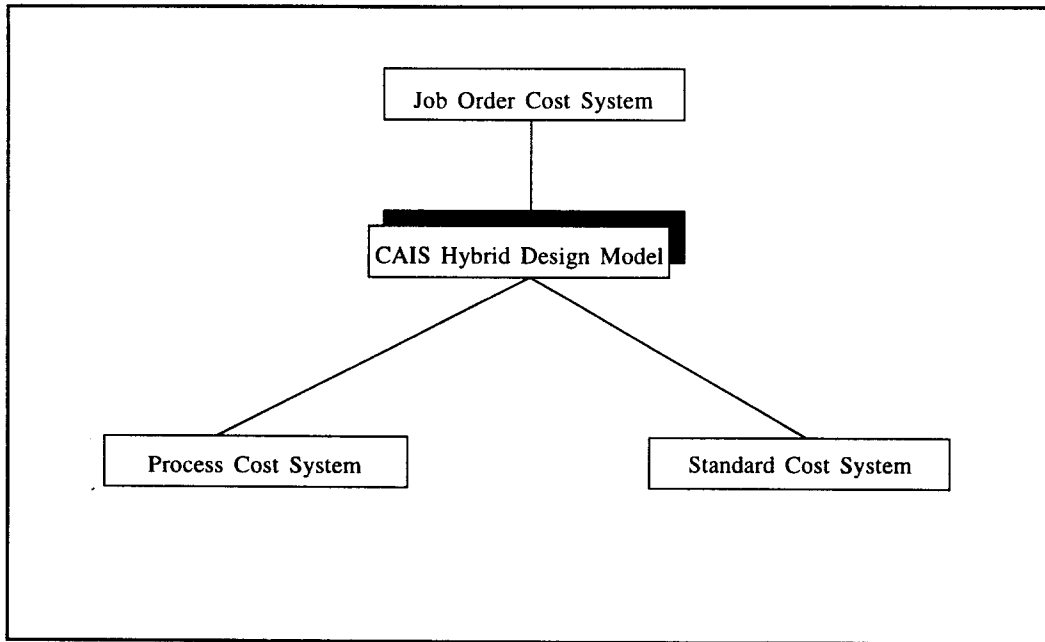 Job Order Cost System
CAIS Hybrid Design Model
Process Cost System
Standard Cost System